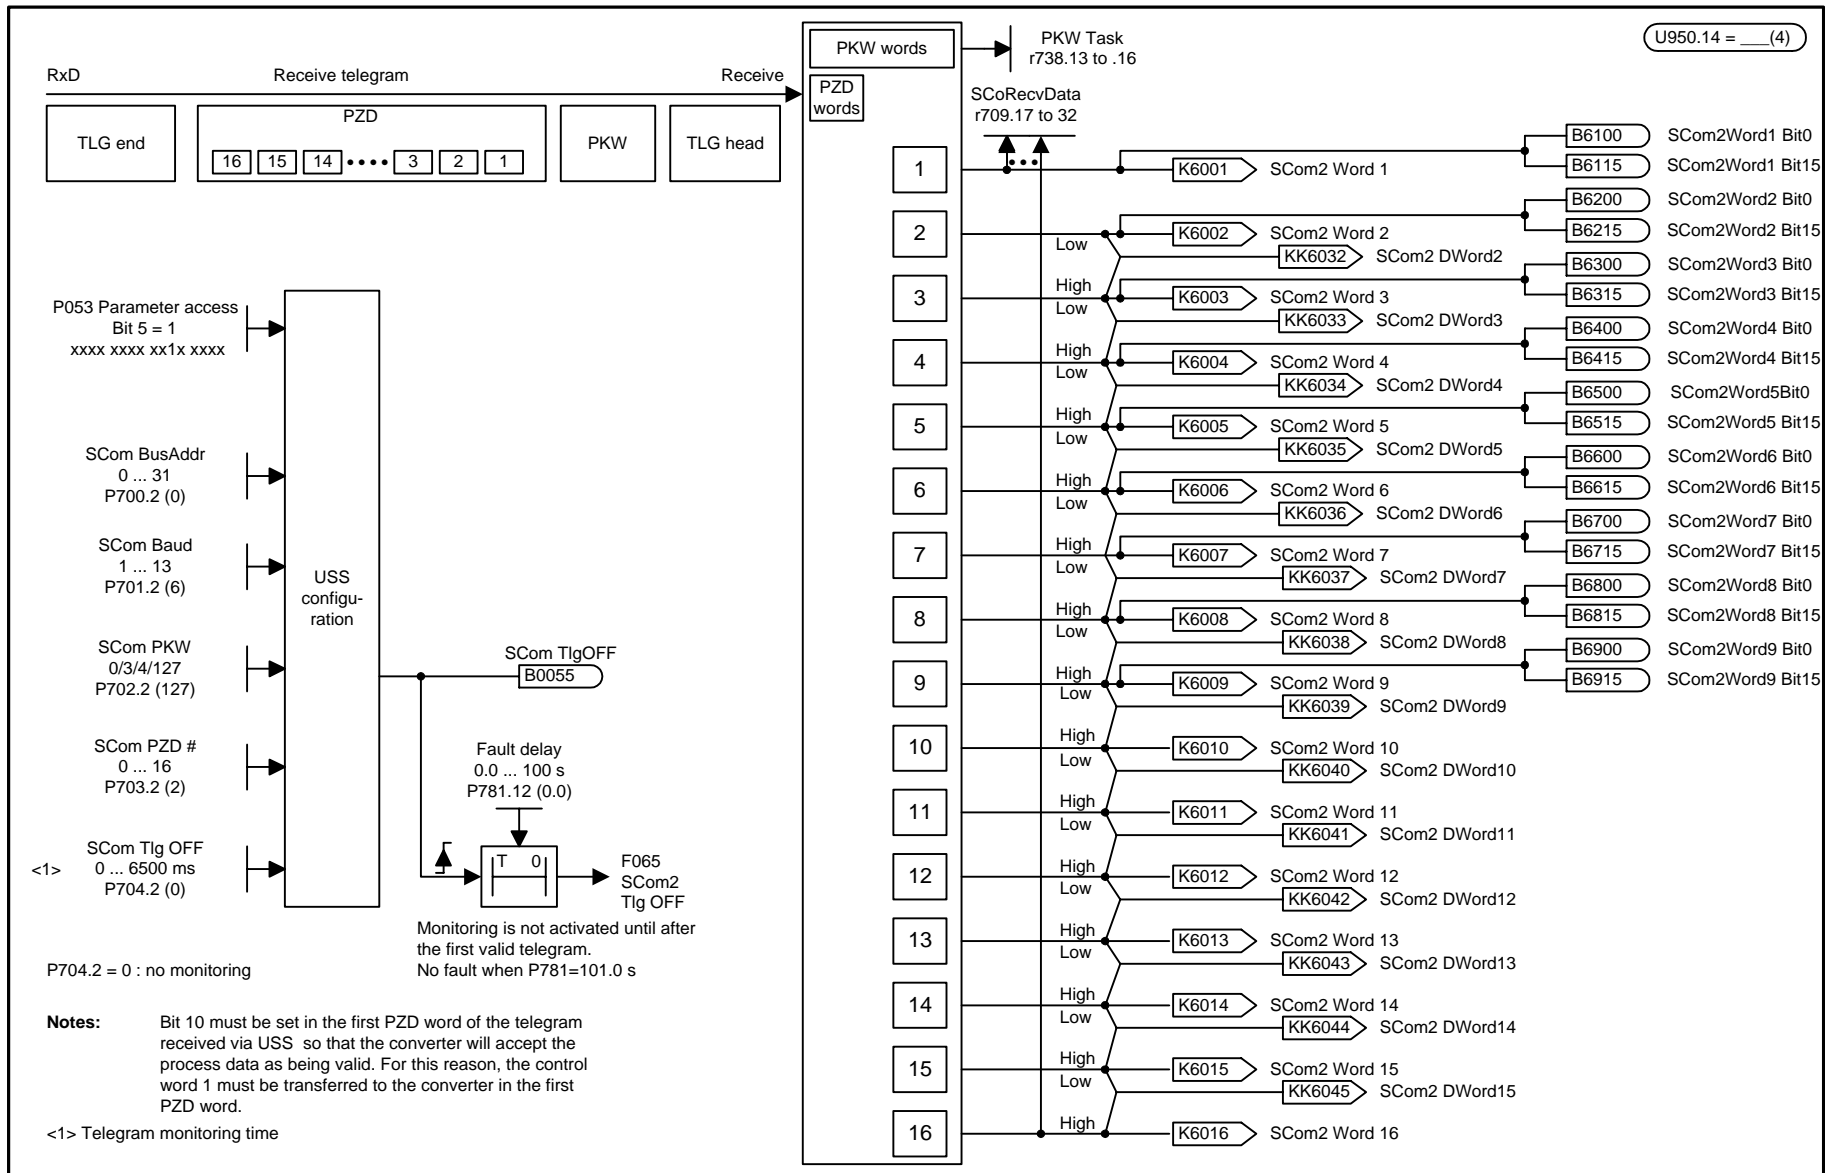 U950.14 = ___(4)
RxD
Receive telegram
Receive
TLG end
PZD
16 15 14 3 2 1
PKW
TLG head
PKW words
PZD
words
PKW Task
r738.13 to .16
SCoRecvData
r709.17 to 32
P053 Parameter access
Bit 5 = 1
xxxx xxxx xx1x xxxx
SCom BusAddr
0 ... 31
P700.2 (0)
SCom Baud
1 ... 13
P701.2 (6)
SCom PKW
0/3/4/127
P702.2 (127)
SCom PZD #
0 ... 16
P703.2 (2)
<1>
SCom Tlg OFF
0 ... 6500 ms
P704.2 (0)
USS
configu-
ration
SCom TlgOFF
B0055
Fault delay
0.0 ... 100 s
P781.12 (0.0)
T 0
F065
SCom2
Tlg OFF
Monitoring is not activated until after
the first valid telegram.
No fault when P781=101.0 s
P704.2 = 0 : no monitoring
Notes:
Bit 10 must be set in the first PZD word of the telegram
received via USS so that the converter will accept the
process data as being valid. For this reason, the control
word 1 must be transferred to the converter in the first
PZD word.
<1> Telegram monitoring time
1
K6001 SCom2 Word 1
B6100 SCom2Word1 Bit0
B6115 SCom2Word1 Bit15
2
Low
K6002 SCom2 Word 2
KK6032 SCom2 DWord2
B6200 SCom2Word2 Bit0
B6215 SCom2Word2 Bit15
3
High
Low
K6003 SCom2 Word 3
KK6033 SCom2 DWord3
B6300 SCom2Word3 Bit0
B6315 SCom2Word3 Bit15
4
High
Low
K6004 SCom2 Word 4
KK6034 SCom2 DWord4
B6400 SCom2Word4 Bit0
B6415 SCom2Word4 Bit15
5
High
Low
K6005 SCom2 Word 5
KK6035 SCom2 DWord5
B6500 SCom2Word5Bit0
B6515 SCom2Word5 Bit15
6
High
Low
K6006 SCom2 Word 6
KK6036 SCom2 DWord6
B6600 SCom2Word6 Bit0
B6615 SCom2Word6 Bit15
7
High
Low
K6007 SCom2 Word 7
KK6037 SCom2 DWord7
B6700 SCom2Word7 Bit0
B6715 SCom2Word7 Bit15
8
High
Low
K6008 SCom2 Word 8
KK6038 SCom2 DWord8
B6800 SCom2Word8 Bit0
B6815 SCom2Word8 Bit15
9
High
Low
K6009 SCom2 Word 9
KK6039 SCom2 DWord9
B6900 SCom2Word9 Bit0
B6915 SCom2Word9 Bit15
10
High
Low
K6010 SCom2 Word 10
KK6040 SCom2 DWord10
11
High
Low
K6011 SCom2 Word 11
KK6041 SCom2 DWord11
12
High
Low
K6012 SCom2 Word 12
KK6042 SCom2 DWord12
13
High
Low
K6013 SCom2 Word 13
KK6043 SCom2 DWord13
14
High
Low
K6014 SCom2 Word 14
KK6044 SCom2 DWord14
15
High
Low
K6015 SCom2 Word 15
KK6045 SCom2 DWord15
16
High
K6016 SCom2 Word 16